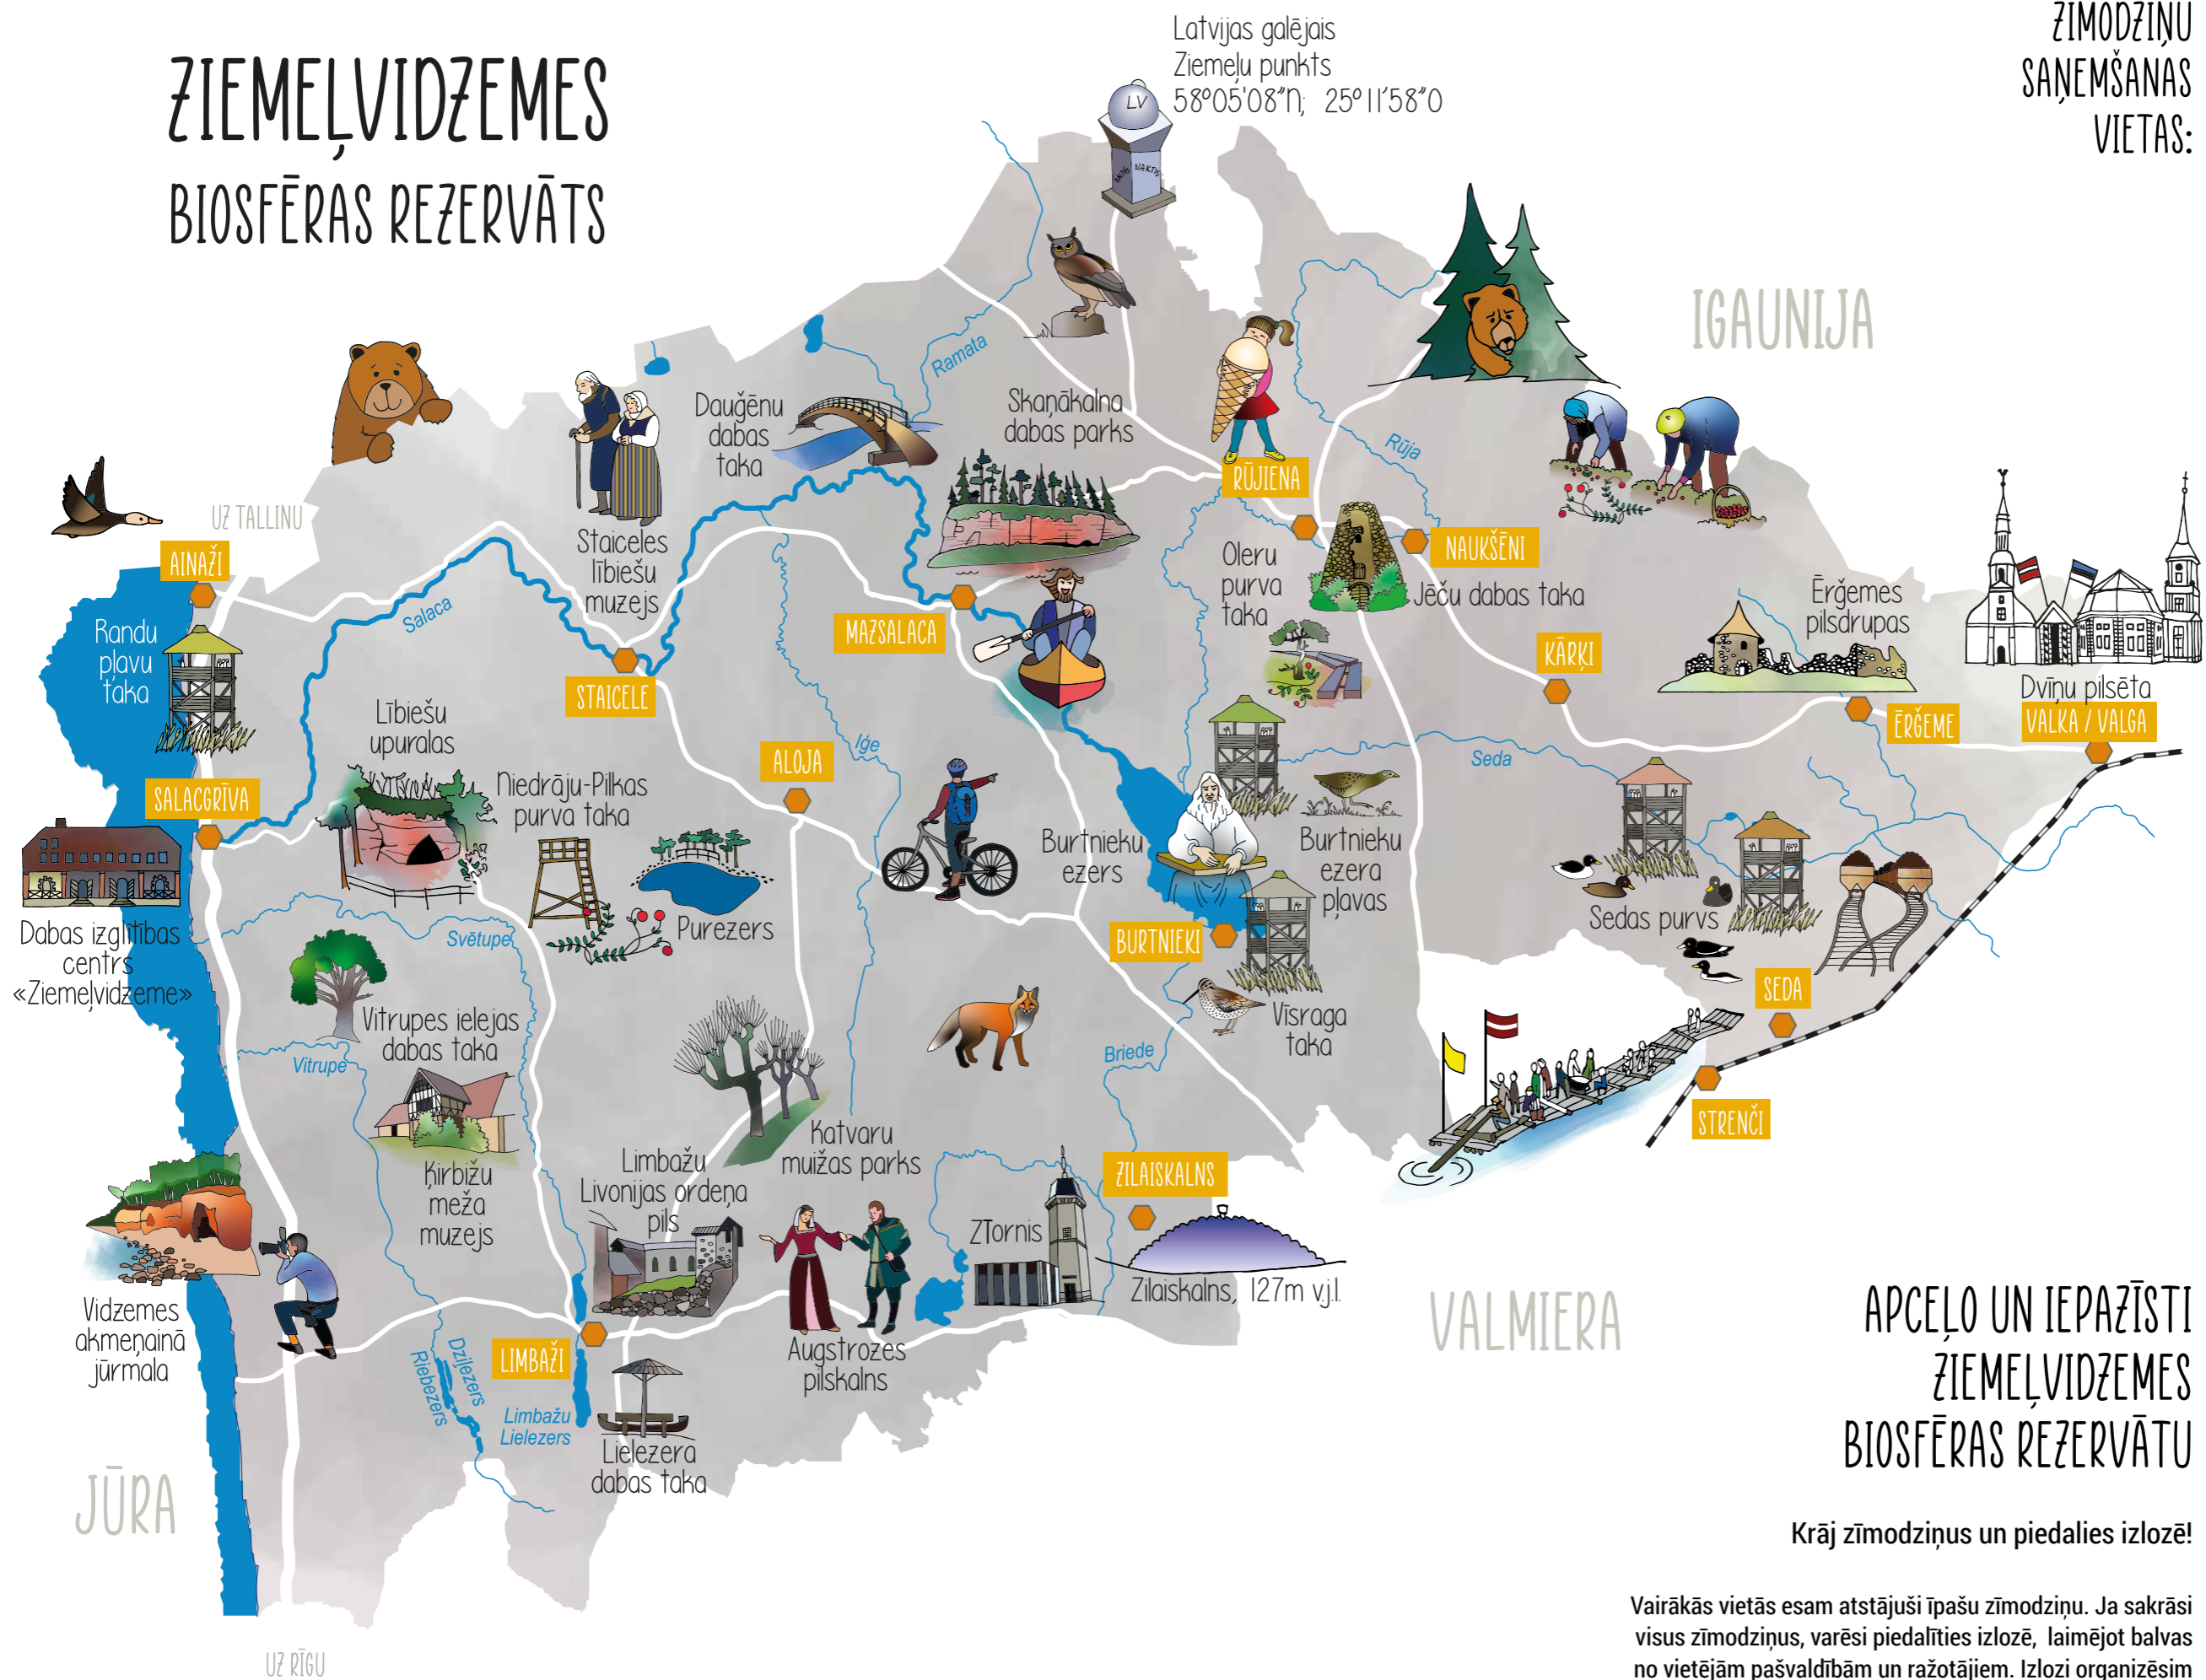 ZIEMEĻVIDZEMES
BIOSFĒRAS REZERVĀTS
Latvijas galējais
Ziemeļu punkts
58°05'08"N; 25°11'58"O
LV
ZĪMODZIŅU
SAŅEMŠANAS
VIETAS:
IGAUNIJA
Ramata
Dauģēnu
dabas
taka
Skaņākalna
dabas parks
RŪJIENA
Rūja
UZ TALLINU
AINAŽI
Staiceles
lībiešu
muzejs
Oleru
purva
taka
NAUKŠĒNI
Jēču dabas taka
Ērģemes
pilsdrupas
Salaca
Randu
pļavu
taka
MAZSALACA
KĀRĶI
STAICELE
Dvīņu pilsēta
VALKA / VALGA
ĒRĢEME
Lībiešu
upuralas
Iģe
ALOJA
Seda
SALACGRĪVA
Niedrāju-Pilkas
purva taka
Burtnieku
ezers
Burtnieku
ezera
pļavas
Purezers
Sedas purvs
Dabas izglītības
centrs
«Ziemeļvidzeme»
Svētupe
BURTNIEKI
SEDA
Vitrupes ielejas
dabas taka
Vīsraga
taka
Vitrupe
Briede
STRENČI
Ķirbižu
meža
muzejs
Katvaru
muižas parks
Limbažu
Livonijas ordeņa
pils
ZILAISKALNS
ZTornis
Zilaiskalns, 127m v.j.l.
Vidzemes
akmeņainā
jūrmala
VALMIERA
Dziļezers
Riebezers
LIMBAŽI
Augstrozes
pilskalns
Limbažu
Lielezers
Lielezera
dabas taka
JŪRA
UZ RĪGU
APCEĻO UN IEPAZĪSTI
ZIEMEĻVIDZEMES
BIOSFĒRAS REZERVĀTU
Krāj zīmodziņus un piedalies izlozē!
Vairākās vietās esam atstājuši īpašu zīmodziņu. Ja sakrāsi
visus zīmodziņus, varēsi piedalīties izlozē, laimējot balvas
no vietējām pašvaldībām un ražotājiem. Izlozi organizēsim